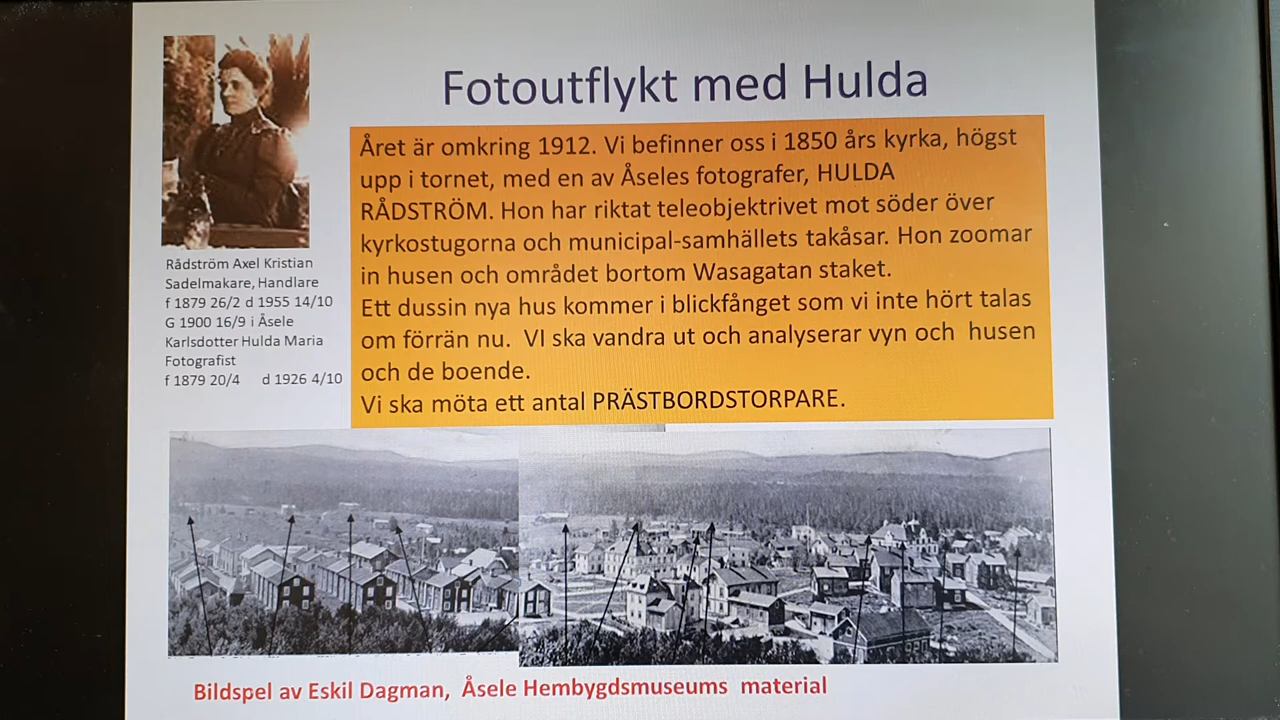 Fotoutflykt med Hulda
Året är omkring 1912. Vi befinner oss i 1850 års kyrka, högst
upp i tornet, med en av Åseles fotografer, HULDA
RÅDSTRÖM. Hon har riktat teleobjektrivet mot söder över
kyrkostugorna och municipal-samhällets takåsar. Hon zoomar
in husen och området bortom Wasagatan staket.
Ett dussin nya hus kommer i blickfånget som vi inte hört talas
om förrän nu.  VI ska vandra ut och analyserar vyn och  husen
och de boende.
Vi ska möta ett antal PRÄSTBORDSTORPARE.
Rådström Axel Kristian
Sadelmakare, Handlare
f 1879 26/2 d 1955 14/10
G 1900 16/9 i Åsele
Karlsdotter Hulda Maria
Fotografist
f 1879 20/4    d 1926 4/10
Bildspel av Eskil Dagman,  Åsele Hembygdsmuseums  material